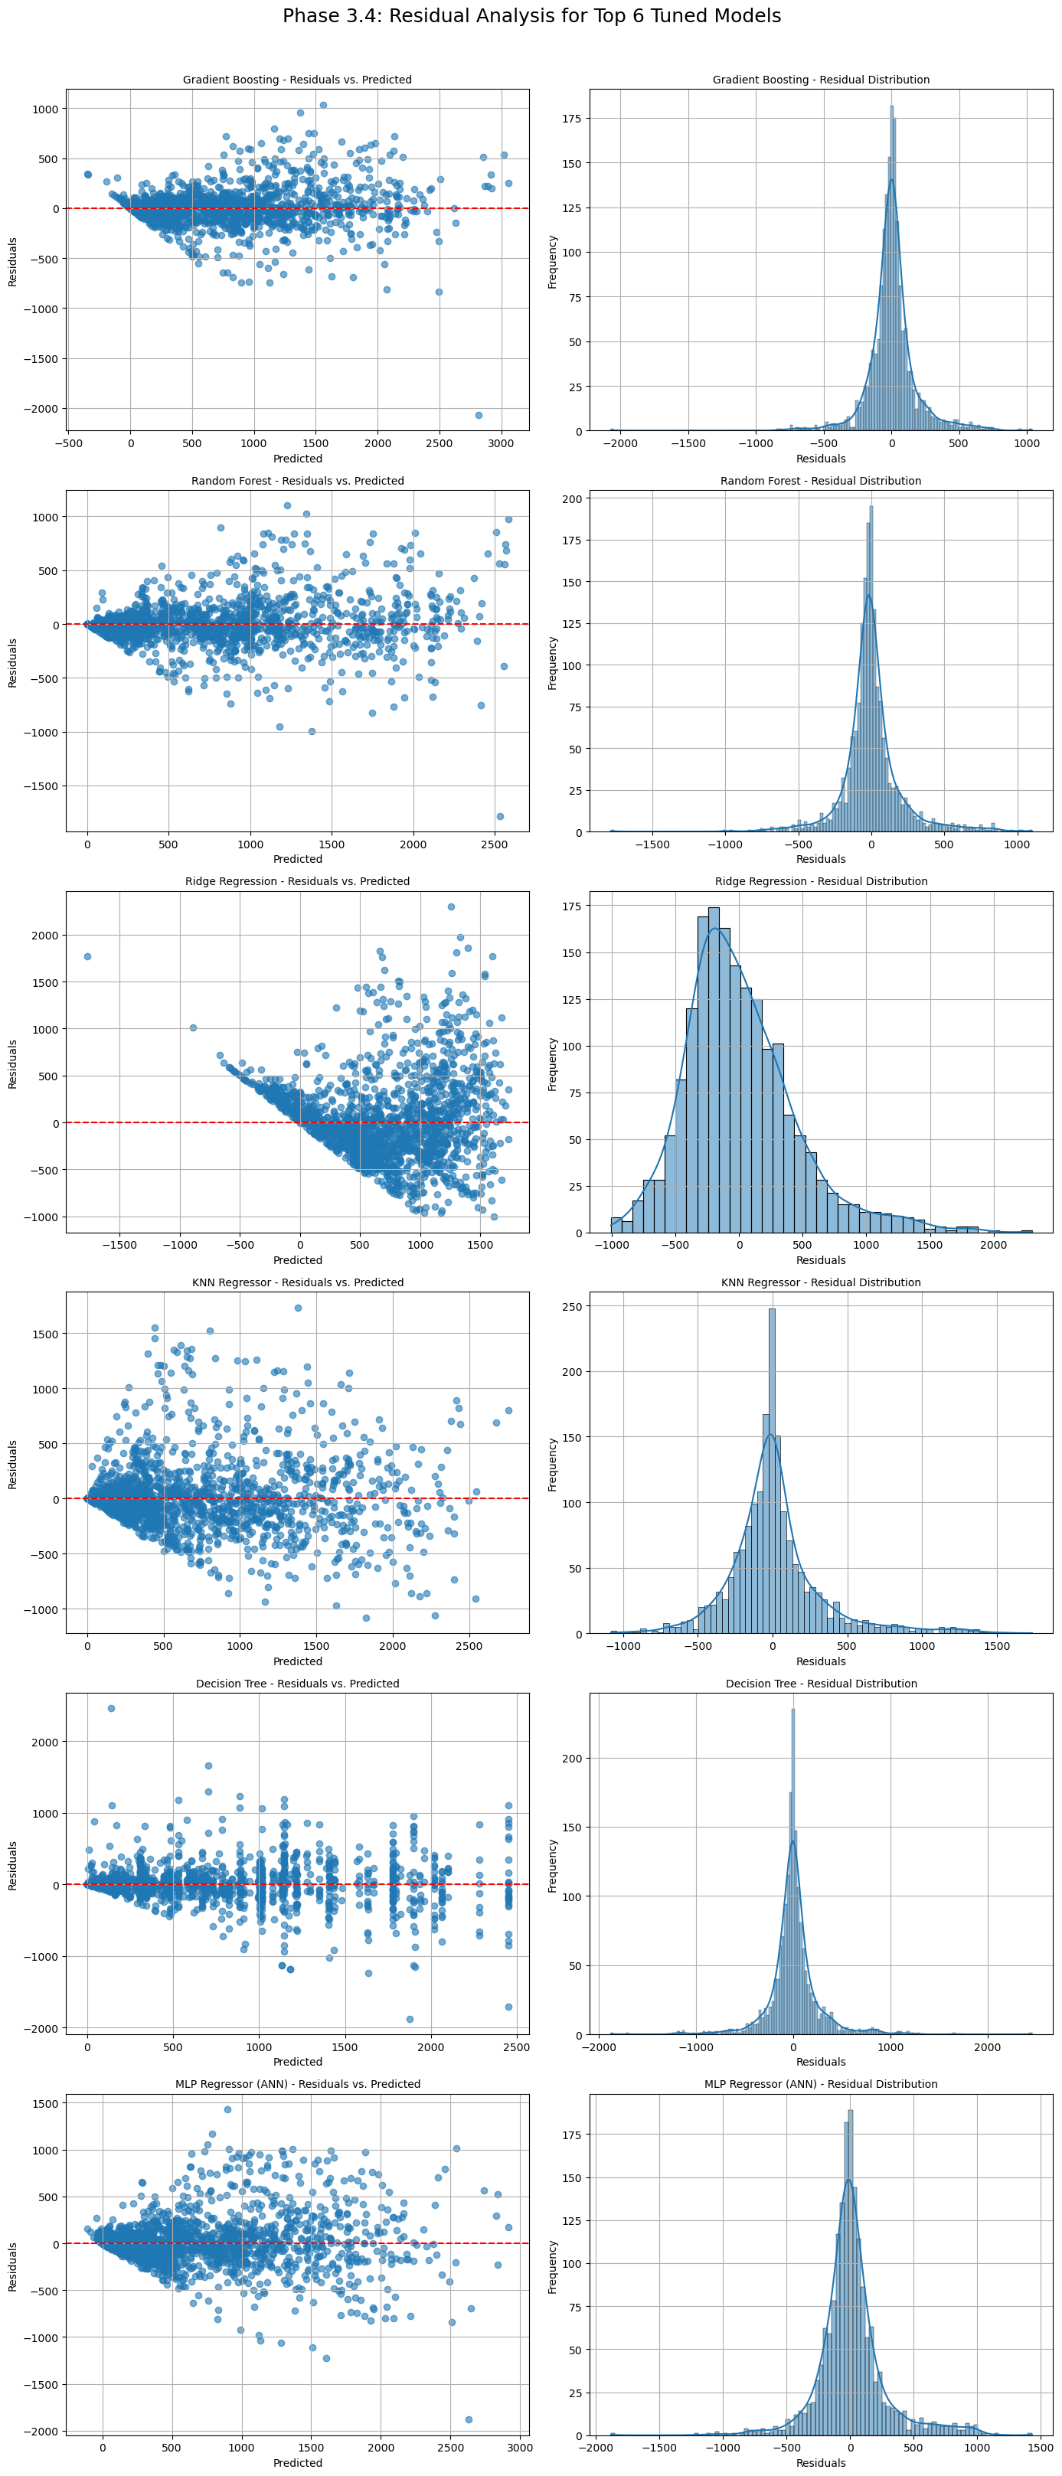 Phase 3.4: Residual Analysis for Top 6 Tuned Models
Gradient Boosting - Residuals vs. Predicted
Residuals
1000
500
0
−500
−1000
−1500
−2000
−500 0 500 1000 1500 2000 2500 3000
Predicted
Gradient Boosting - Residual Distribution
Frequency
175
150
125
100
75
50
25
0
−2000 −1500 −1000 −500 0 500 1000
Residuals
Random Forest - Residuals vs. Predicted
Residuals
1000
500
0
−500
−1000
−1500
0 500 1000 1500 2000 2500
Predicted
Random Forest - Residual Distribution
Frequency
200
175
150
125
100
75
50
25
0
−1500 −1000 −500 0 500 1000
Residuals
Ridge Regression - Residuals vs. Predicted
Residuals
2000
1500
1000
500
0
−500
−1000
−1500 −1000 −500 0 500 1000 1500
Predicted
Ridge Regression - Residual Distribution
Frequency
175
150
125
100
75
50
25
0
−1000 −500 0 500 1000 1500 2000
Residuals
KNN Regressor - Residuals vs. Predicted
Residuals
1500
1000
500
0
−500
−1000
0 500 1000 1500 2000 2500
Predicted
KNN Regressor - Residual Distribution
Frequency
250
200
150
100
50
0
−1000 −500 0 500 1000 1500
Residuals
Decision Tree - Residuals vs. Predicted
Residuals
2000
1000
0
−1000
−2000
0 500 1000 1500 2000 2500
Predicted
Decision Tree - Residual Distribution
Frequency
200
150
100
50
0
−2000 −1000 0 1000 2000
Residuals
MLP Regressor (ANN) - Residuals vs. Predicted
Residuals
1500
1000
500
0
−500
−1000
−1500
−2000
0 500 1000 1500 2000 2500 3000
Predicted
MLP Regressor (ANN) - Residual Distribution
Frequency
175
150
125
100
75
50
25
0
−2000 −1500 −1000 −500 0 500 1000 1500
Residuals